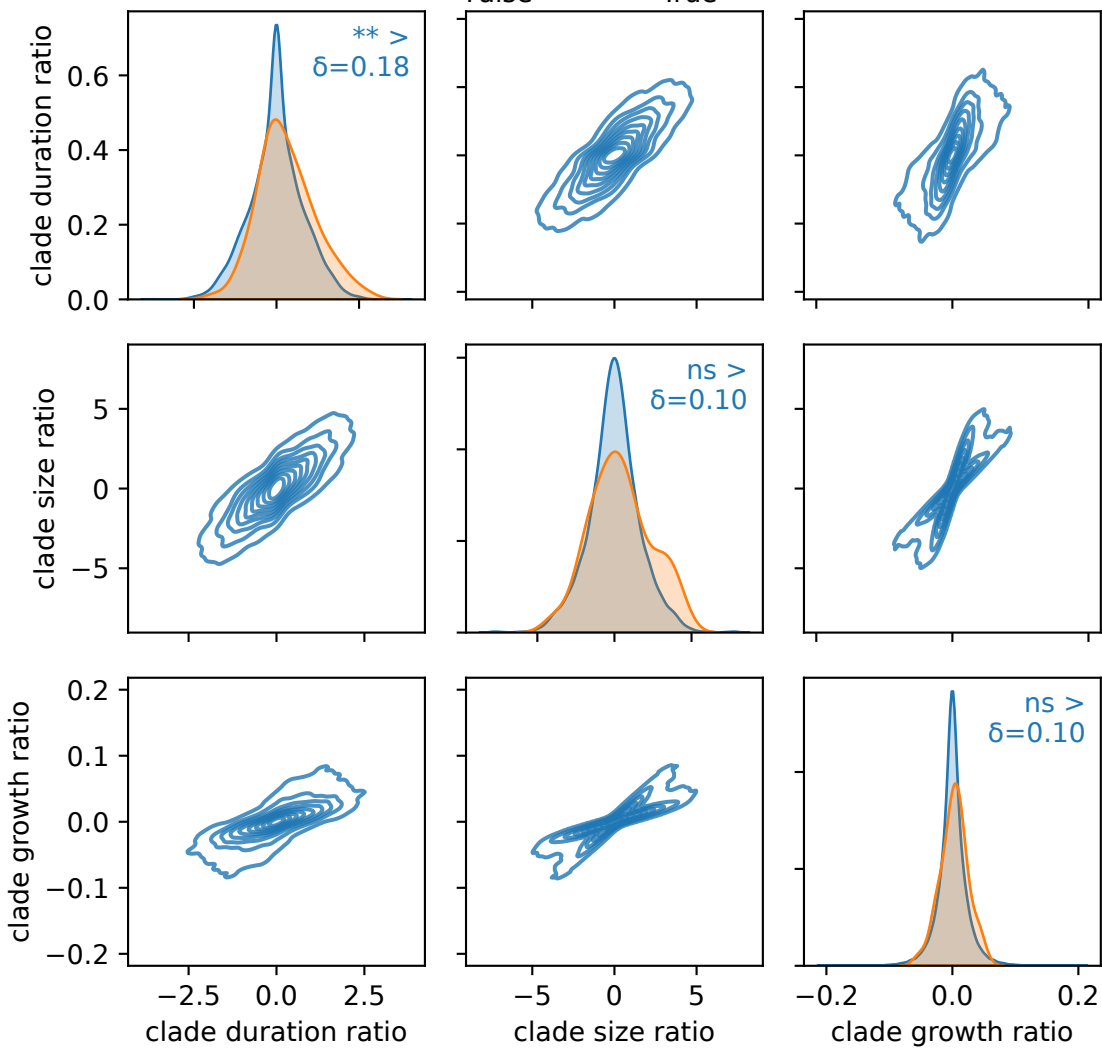 False True
clade duration ratio
0.6
0.4
0.2
0.0
** >
δ=0.18
clade size ratio
5
0
−5
ns >
δ=0.10
clade growth ratio
0.2
0.1
0.0
−0.1
−0.2
ns >
δ=0.10
−2.5 0.0 2.5
−5 0 5
−0.2 0.0 0.2
clade duration ratio
clade size ratio
clade growth ratio